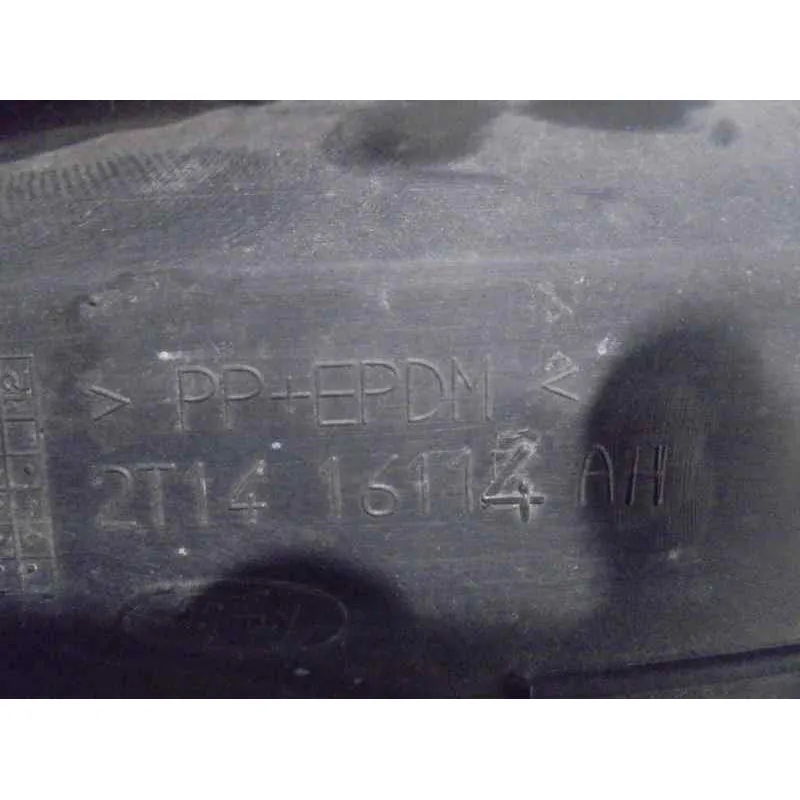 > PP+EPDM <
2T14 16114 AH